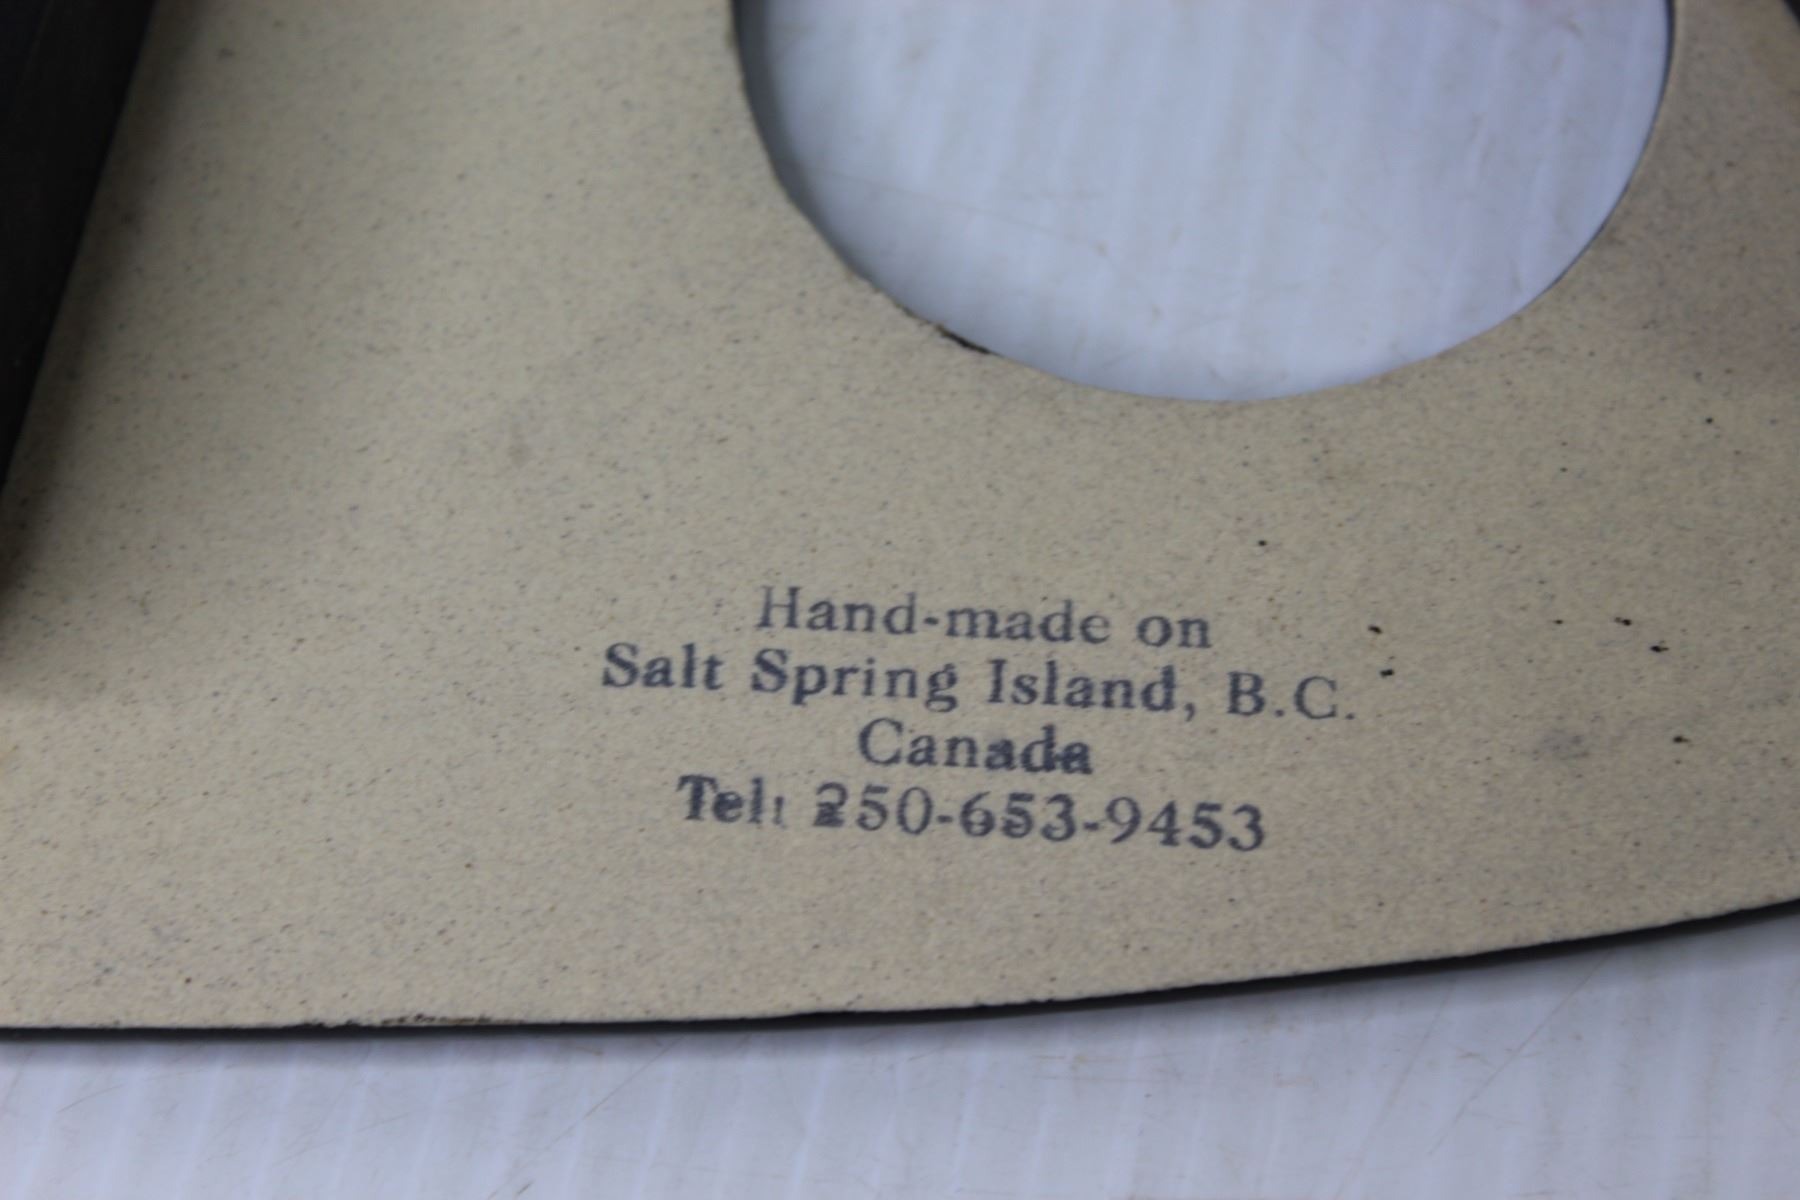 Hand-made on
Salt Spring Island, B.C.
Canada
Tel: 250-653-9453